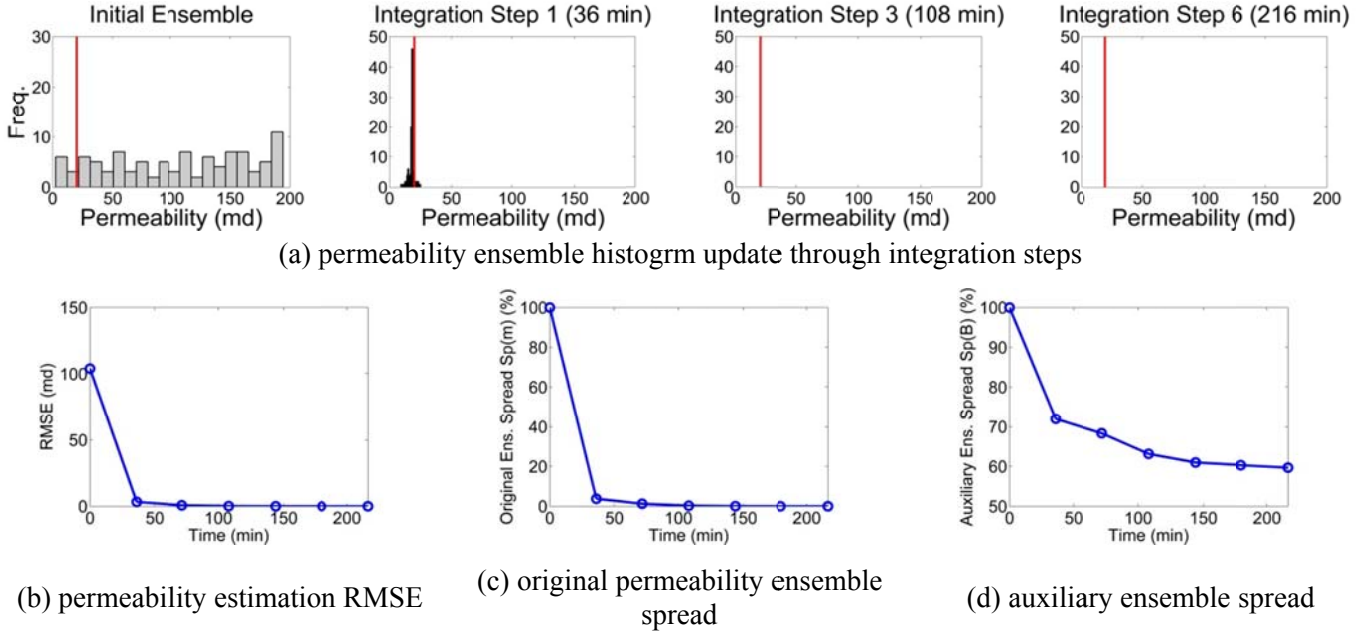 Initial Ensemble
Integration Step 1 (36 min)
Integration Step 3 (108 min)
Integration Step 6 (216 min)
Freq.
30
20
10
0
0 50 100 150 200
Permeability (md)
50
40
30
20
10
0
0 50 100 150 200
Permeability (md)
50
40
30
20
10
0
0 50 100 150 200
Permeability (md)
50
40
30
20
10
0
0 50 100 150 200
Permeability (md)
(a) permeability ensemble histogrm update through integration steps
RMSE (md)
150
100
50
0
0 50 100 150 200
Time (min)
Original Ens. Spread Sp(m) (%)
100
80
60
40
20
0
0 50 100 150 200
Time (min)
Auxiliary Ens. Spread Sp(B) (%)
100
90
80
70
60
50
0 50 100 150 200
Time (min)
(b) permeability estimation RMSE
(c) original permeability ensemble
spread
(d) auxiliary ensemble spread